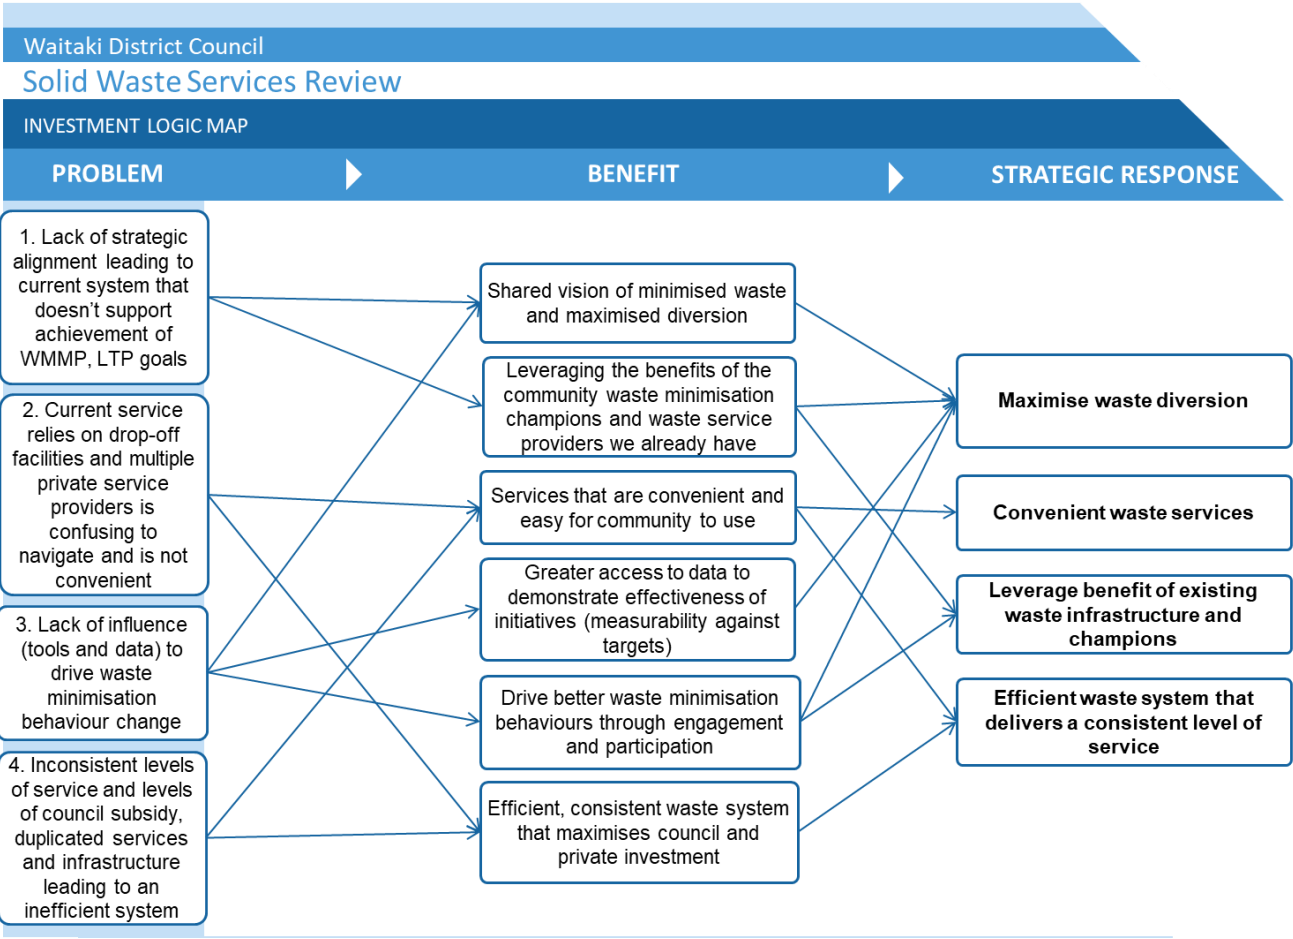 Waitaki District Council
Solid Waste Services Review
INVESTMENT LOGIC MAP
PROBLEM
BENEFIT
STRATEGIC RESPONSE
1. Lack of strategic
alignment leading to
current system that
doesn’t support
achievement of
WMMP, LTP goals
2. Current service
relies on drop-off
facilities and multiple
private service
providers is
confusing to
navigate and is not
convenient
3. Lack of influence
(tools and data) to
drive waste
minimisation
behaviour change
4. Inconsistent levels
of service and levels
of council subsidy,
duplicated services
and infrastructure
leading to an
inefficient system
Shared vision of minimised waste
and maximised diversion
Leveraging the benefits of the
community waste minimisation
champions and waste service
providers we already have
Services that are convenient and
easy for community to use
Greater access to data to
demonstrate effectiveness of
initiatives (measurability against
targets)
Drive better waste minimisation
behaviours through engagement
and participation
Efficient, consistent waste system
that maximises council and
private investment
Maximise waste diversion
Convenient waste services
Leverage benefit of existing
waste infrastructure and
champions
Efficient waste system that
delivers a consistent level of
service